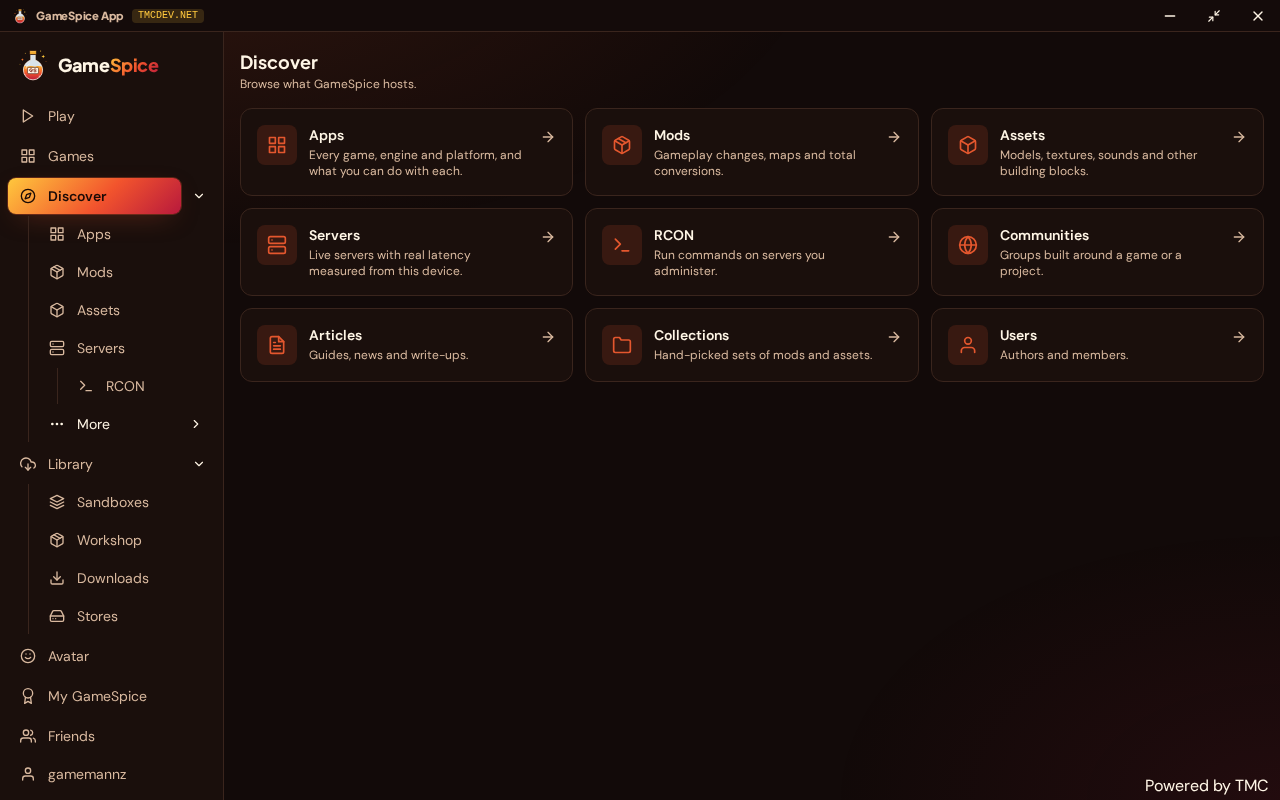 GameSpice App TMCDEV.NET
GameSpice
Play
Games
Discover
Apps
Mods
Assets
Servers
RCON
More
Library
Sandboxes
Workshop
Downloads
Stores
Avatar
My GameSpice
Friends
gamemannz
Discover
Browse what GameSpice hosts.
Apps
Every game, engine and platform, and
what you can do with each.
Mods
Gameplay changes, maps and total
conversions.
Assets
Models, textures, sounds and other
building blocks.
Servers
Live servers with real latency
measured from this device.
RCON
Run commands on servers you
administer.
Communities
Groups built around a game or a
project.
Articles
Guides, news and write-ups.
Collections
Hand-picked sets of mods and assets.
Users
Authors and members.
Powered by TMC